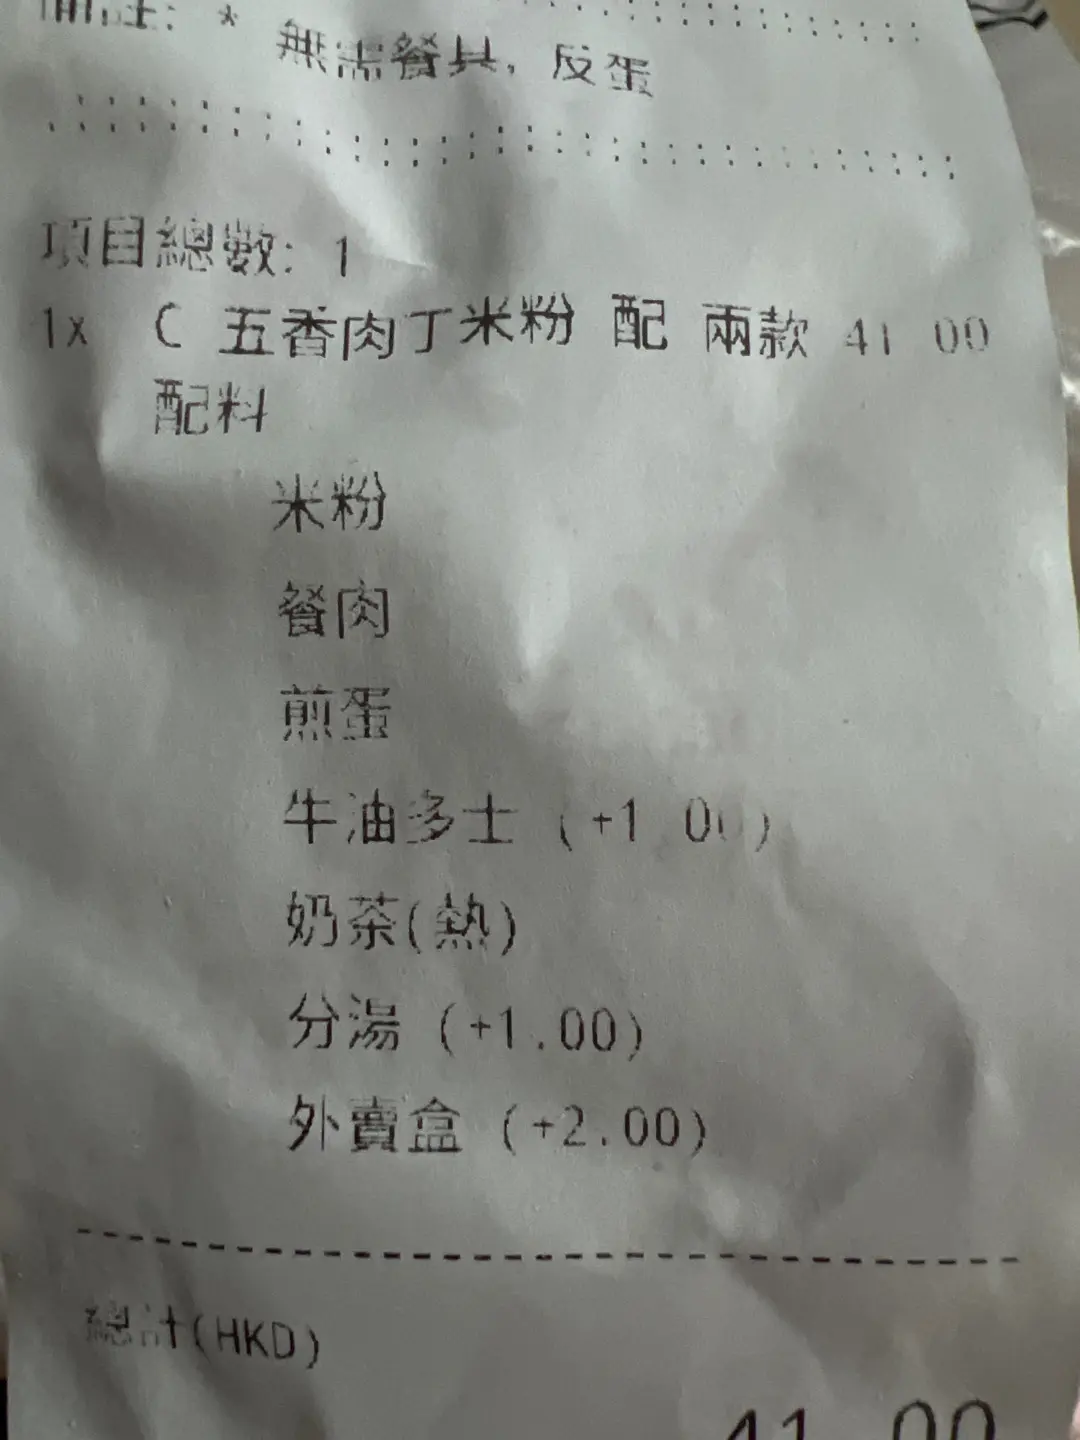 備註: * 無需餐具, 反蛋
項目總數: 1
1x C 五香肉丁米粉 配 兩款 41 00
配料
米粉
餐肉
煎蛋
牛油多士 (+1 00)
奶茶(熱)
分湯 (+1.00)
外賣盒 (+2.00)
總計(HKD)
41 00